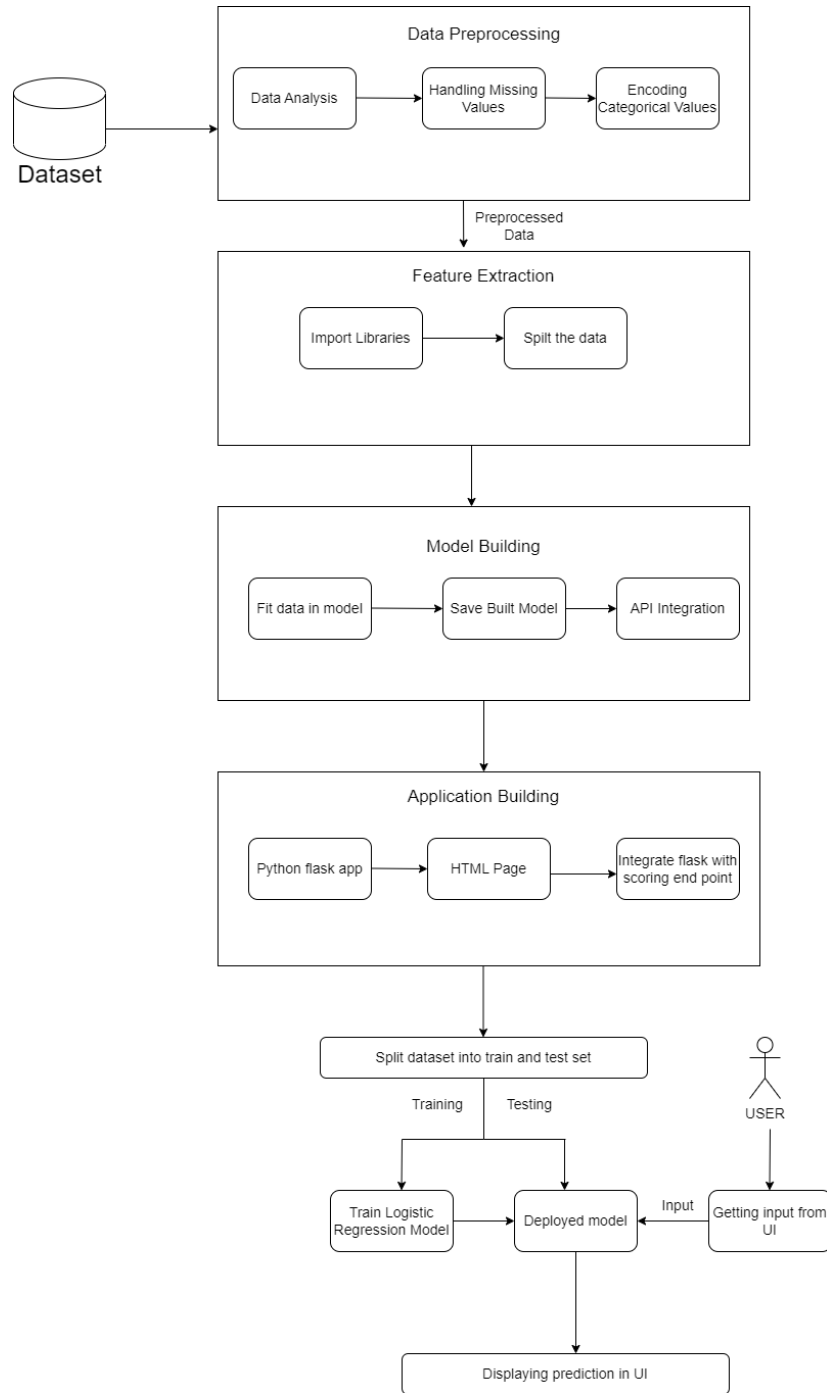 Data Preprocessing
Data Analysis
Handling Missing
Values
Encoding
Categorical Values
Dataset
Preprocessed
Data
Feature Extraction
Import Libraries
Spilt the data
Model Building
Fit data in model
Save Built Model
API Integration
Application Building
Python flask app
HTML Page
Integrate flask with
scoring end point
Split dataset into train and test set
Training
Testing
USER
Train Logistic
Regression Model
Deployed model
Input
Getting input from
UI
Displaying prediction in UI